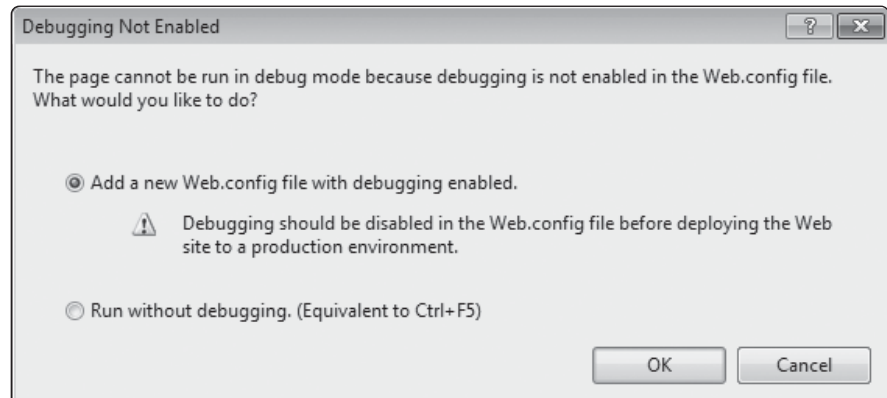 Debugging Not Enabled
?
The page cannot be run in debug mode because debugging is not enabled in the Web.config file.
What would you like to do?
Add a new Web.config file with debugging enabled.
Debugging should be disabled in the Web.config file before deploying the Web
site to a production environment.
Run without debugging. (Equivalent to Ctrl+F5)
OK Cancel